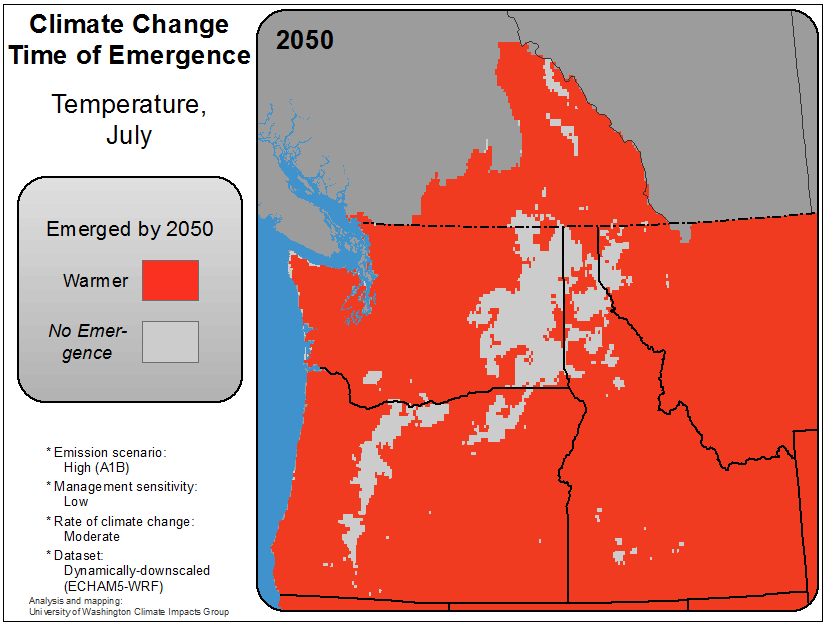 Climate Change
Time of Emergence
Temperature,
July
2050
Emerged by 2050
Warmer
No Emer-
gence
* Emission scenario:
High (A1B)
* Management sensitivity:
Low
* Rate of climate change:
Moderate
* Dataset:
Dynamically-downscaled
(ECHAM5-WRF)
Analysis and mapping:
University of Washington Climate Impacts Group